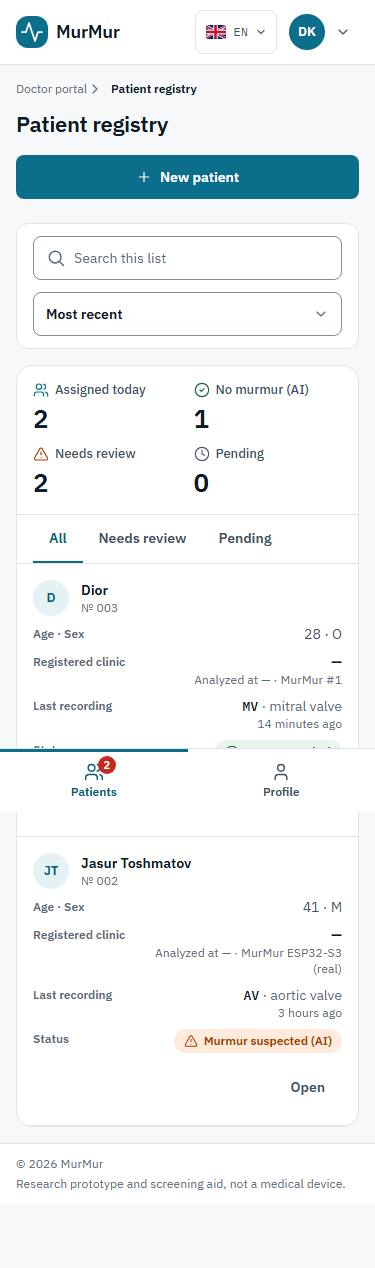 MurMur
EN
DK
Doctor portal
Patient registry
Patient registry
New patient
Search this list
Most recent
Assigned today
No murmur (AI)
2
1
Needs review
Pending
2
0
All
Needs review
Pending
D
Dior
№ 003
Age · Sex
28 · O
Registered clinic
—
Analyzed at — · MurMur #1
Last recording
MV · mitral valve
14 minutes ago
2
Patients
Profile
JT
Jasur Toshmatov
№ 002
Age · Sex
41 · M
Registered clinic
—
Analyzed at — · MurMur ESP32-S3
(real)
Last recording
AV · aortic valve
3 hours ago
Status
Murmur suspected (AI)
Open
© 2026 MurMur
Research prototype and screening aid, not a medical device.